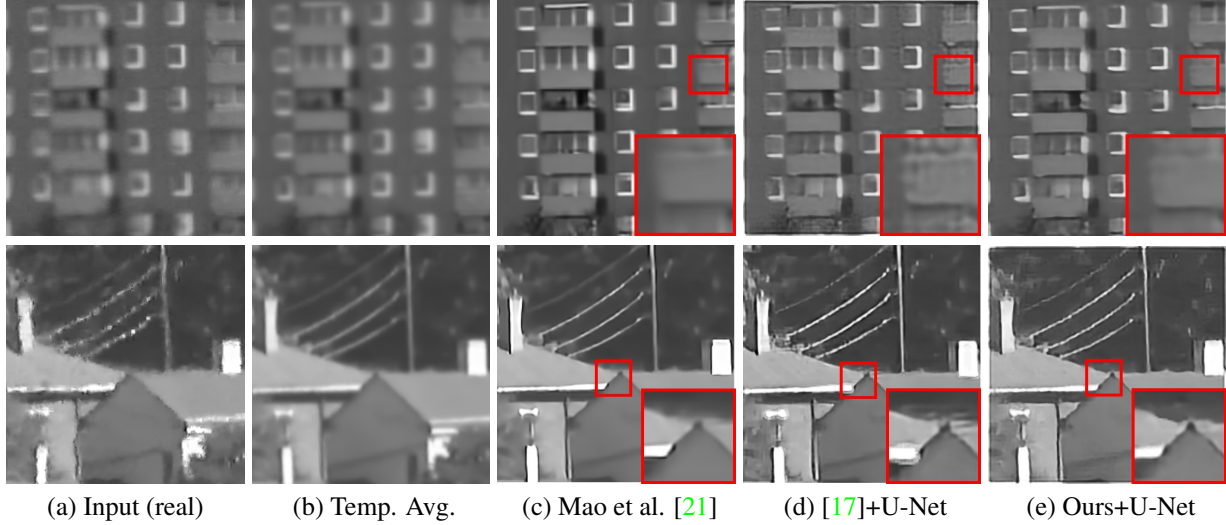 (a) Input (real) (b) Temp. Avg. (c) Mao et al. [21] (d) [17]+U-Net (e) Ours+U-Net